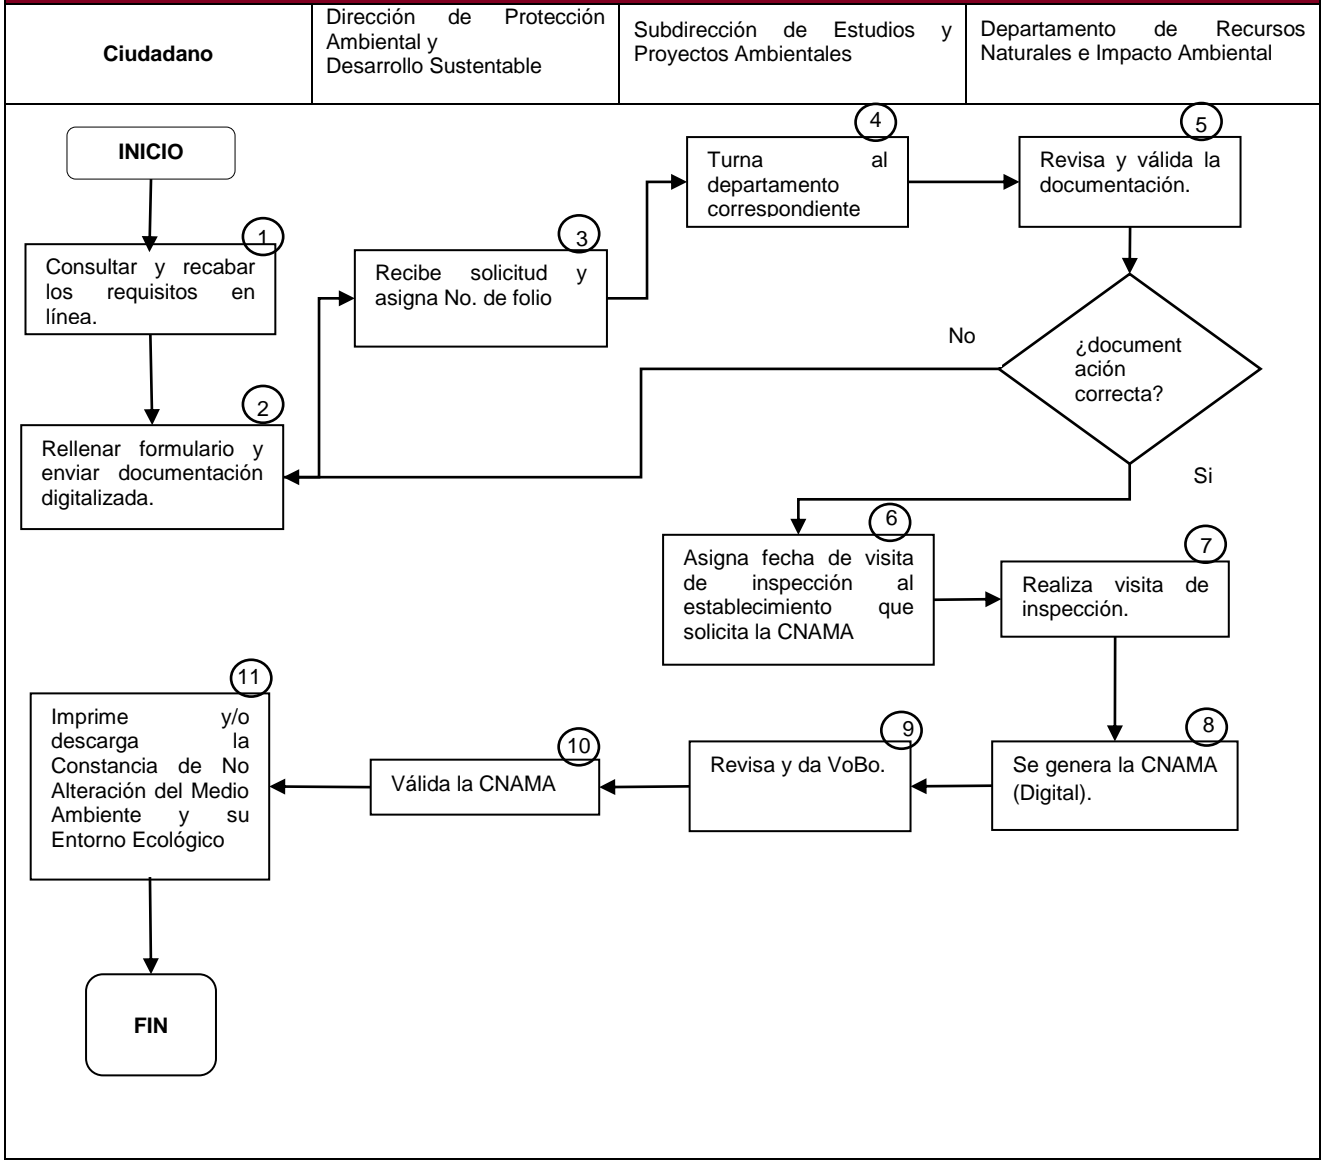 Ciudadano
Dirección de Protección
Ambiental y
Desarrollo Sustentable
Subdirección de Estudios y
Proyectos Ambientales
Departamento de Recursos
Naturales e Impacto Ambiental
INICIO
1
Consultar y recabar
los requisitos en
línea.
2
Rellenar formulario y
enviar documentación
digitalizada.
3
Recibe solicitud y
asigna No. de folio
4
Turna al
departamento
correspondiente
5
Revisa y válida la
documentación.
¿document
ación
correcta?
No
Si
6
Asigna fecha de visita
de inspección al
establecimiento que
solicita la CNAMA
7
Realiza visita de
inspección.
8
Se genera la CNAMA
(Digital).
9
Revisa y da VoBo.
10
Válida la CNAMA
11
Imprime y/o
descarga la
Constancia de No
Alteración del Medio
Ambiente y su
Entorno Ecológico
FIN